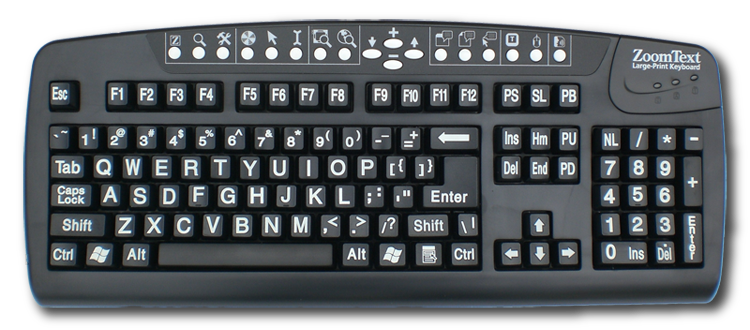 ZoomText
Large-Print Keyboard
Esc F1 F2 F3 F4 F5 F6 F7 F8 F9 F10 F11 F12 PS SL PB
`~ 1! 2@ 3# 4$ 5% 6^ 7& 8* 9( 0) -_ =+ Ins Hm PU NL / * -
Tab Q W E R T Y U I O P [{ ]} Del End PD 7 8 9 +
Caps Lock A S D F G H J K L ;: '" Enter 4 5 6
Shift Z X C V B N M ,< .> /? Shift \| 1 2 3 Enter
Ctrl Alt Alt Ctrl 0 Ins Del